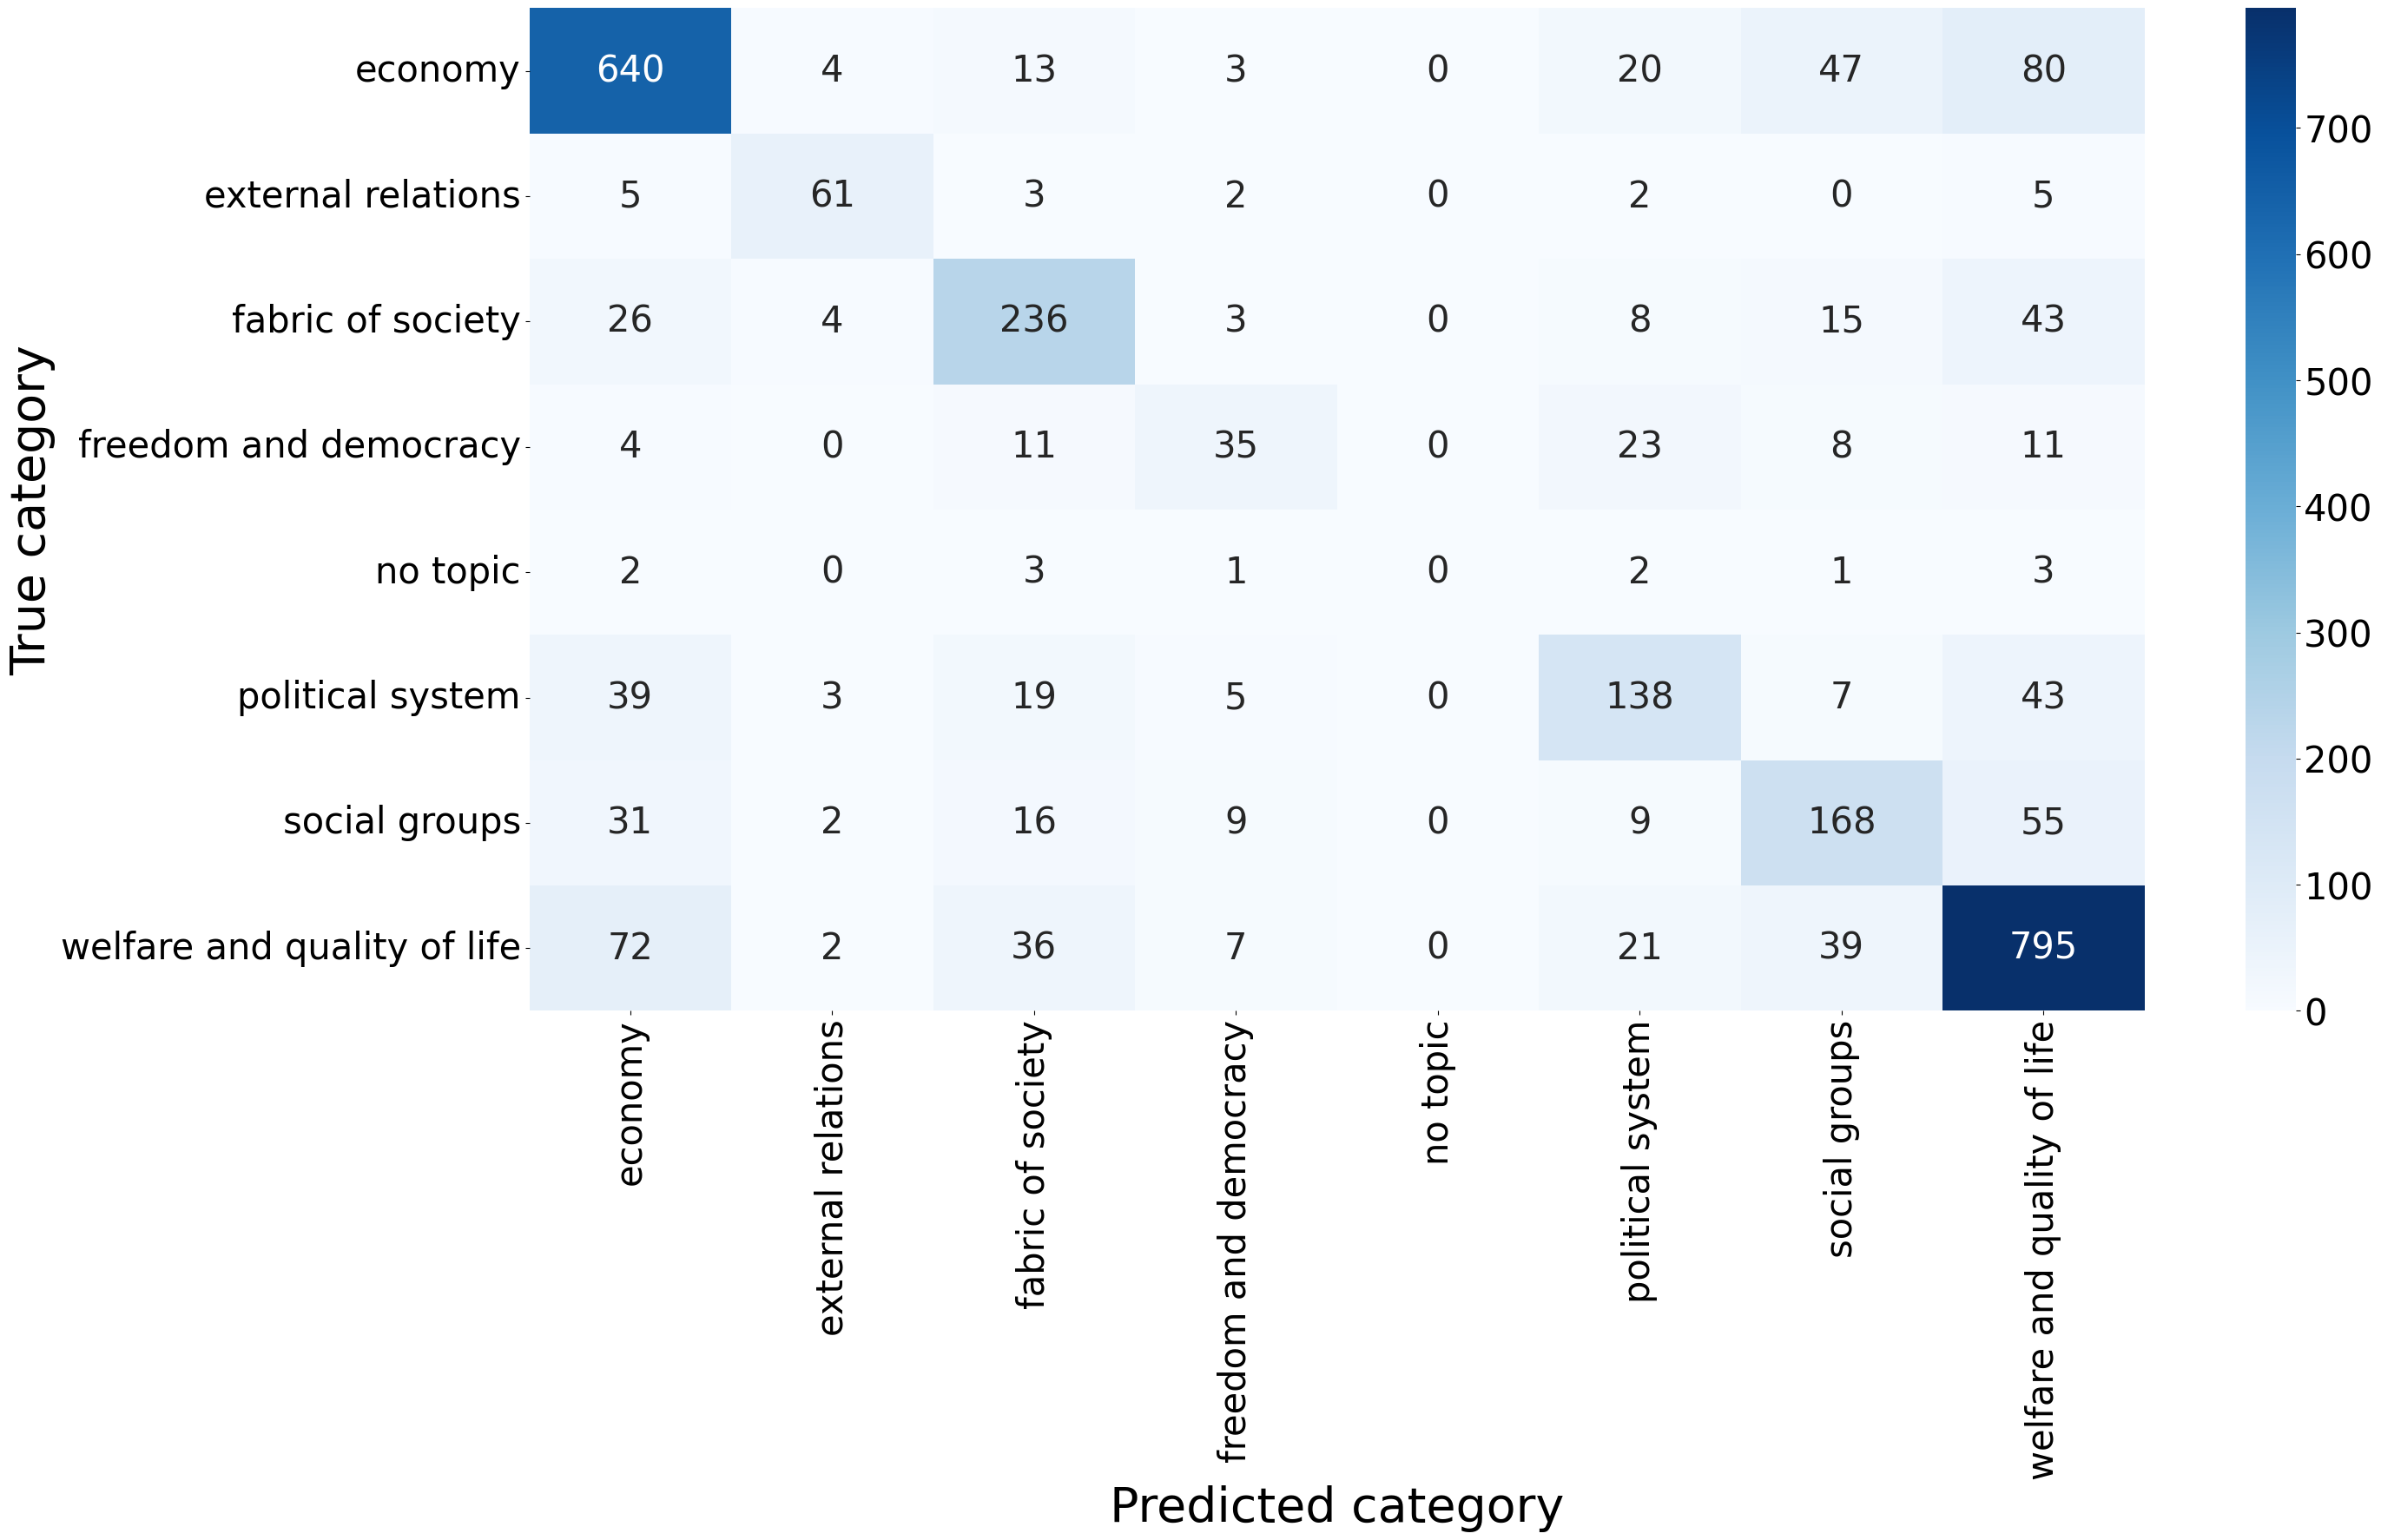 economy 640 4 13 3 0 20 47 80
external relations 5 61 3 2 0 2 0 5
fabric of society 26 4 236 3 0 8 15 43
freedom and democracy 4 0 11 35 0 23 8 11
no topic 2 0 3 1 0 2 1 3
political system 39 3 19 5 0 138 7 43
social groups 31 2 16 9 0 9 168 55
welfare and quality of life 72 2 36 7 0 21 39 795
True category
economy
external relations
fabric of society
freedom and democracy
no topic
political system
social groups
welfare and quality of life
Predicted category
700
600
500
400
300
200
100
0